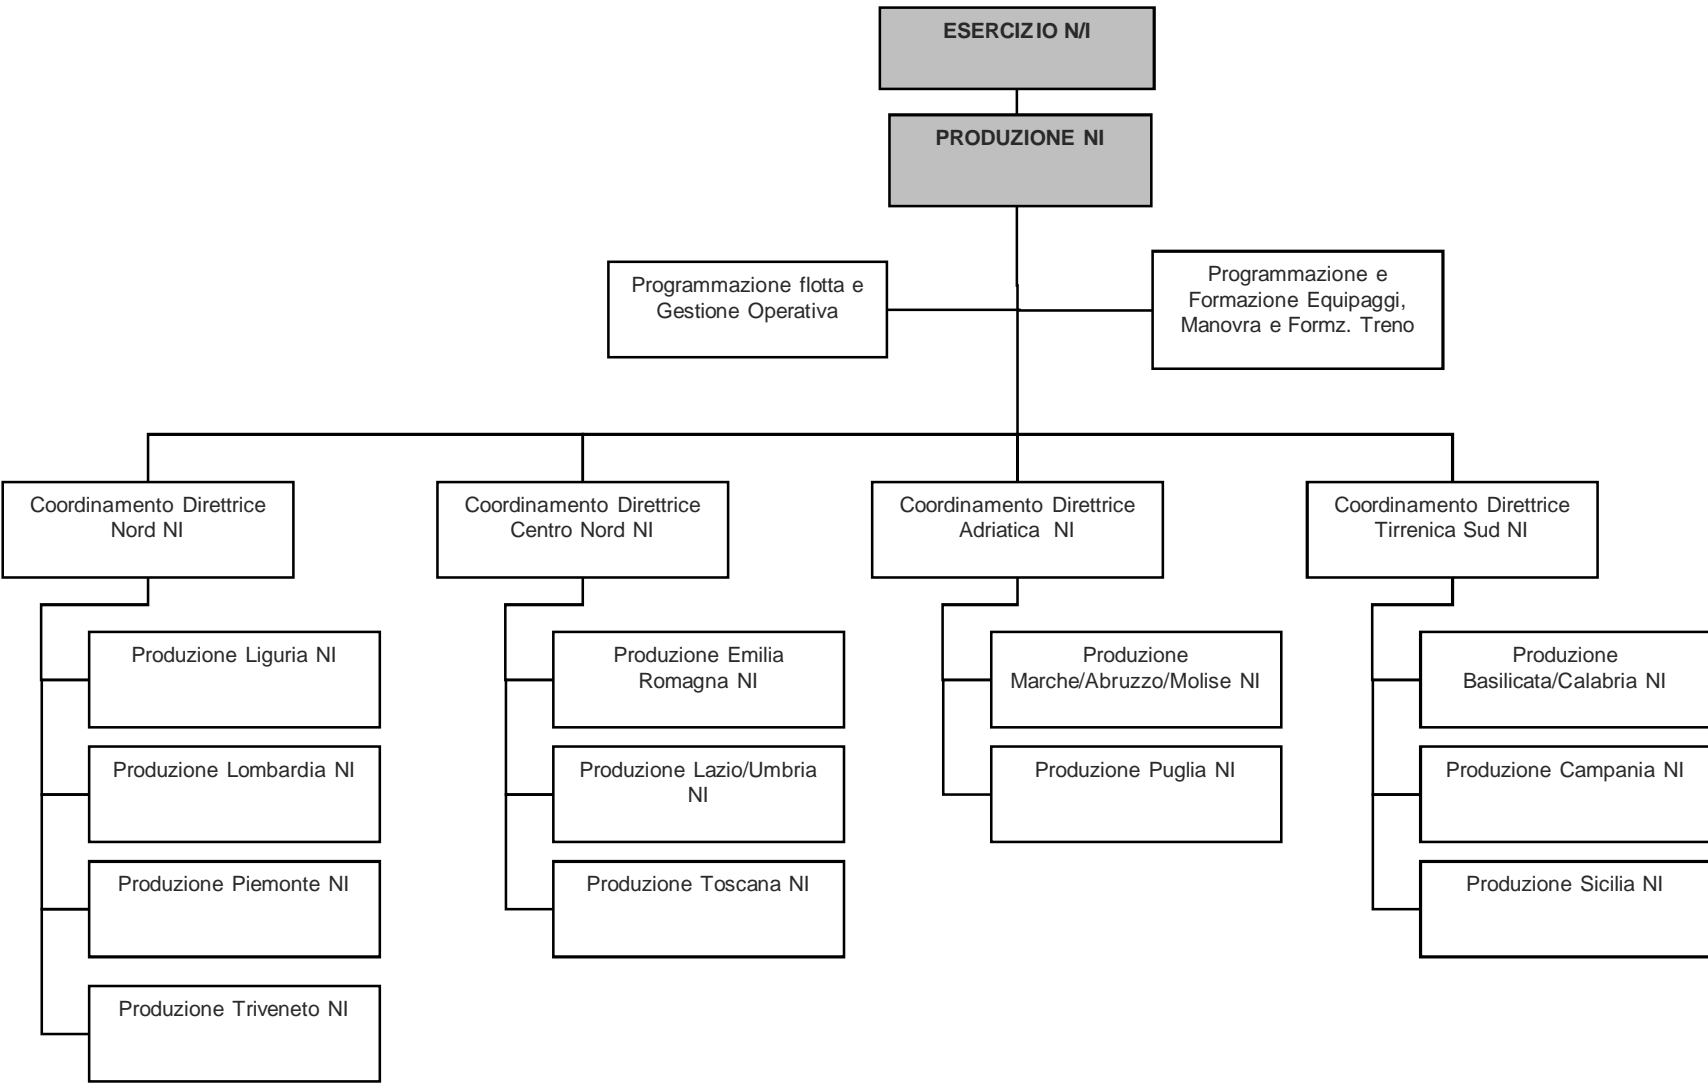 ESERCIZIO N/I
PRODUZIONE NI
Programmazione flotta e
Gestione Operativa
Programmazione e
Formazione Equipaggi,
Manovra e Formz. Treno
Coordinamento Direttrice
Nord NI
Coordinamento Direttrice
Centro Nord NI
Coordinamento Direttrice
Adriatica NI
Coordinamento Direttrice
Tirrenica Sud NI
Produzione Liguria NI
Produzione Lombardia NI
Produzione Piemonte NI
Produzione Triveneto NI
Produzione Emilia
Romagna NI
Produzione Lazio/Umbria
NI
Produzione Toscana NI
Produzione
Marche/Abruzzo/Molise NI
Produzione Puglia NI
Produzione
Basilicata/Calabria NI
Produzione Campania NI
Produzione Sicilia NI